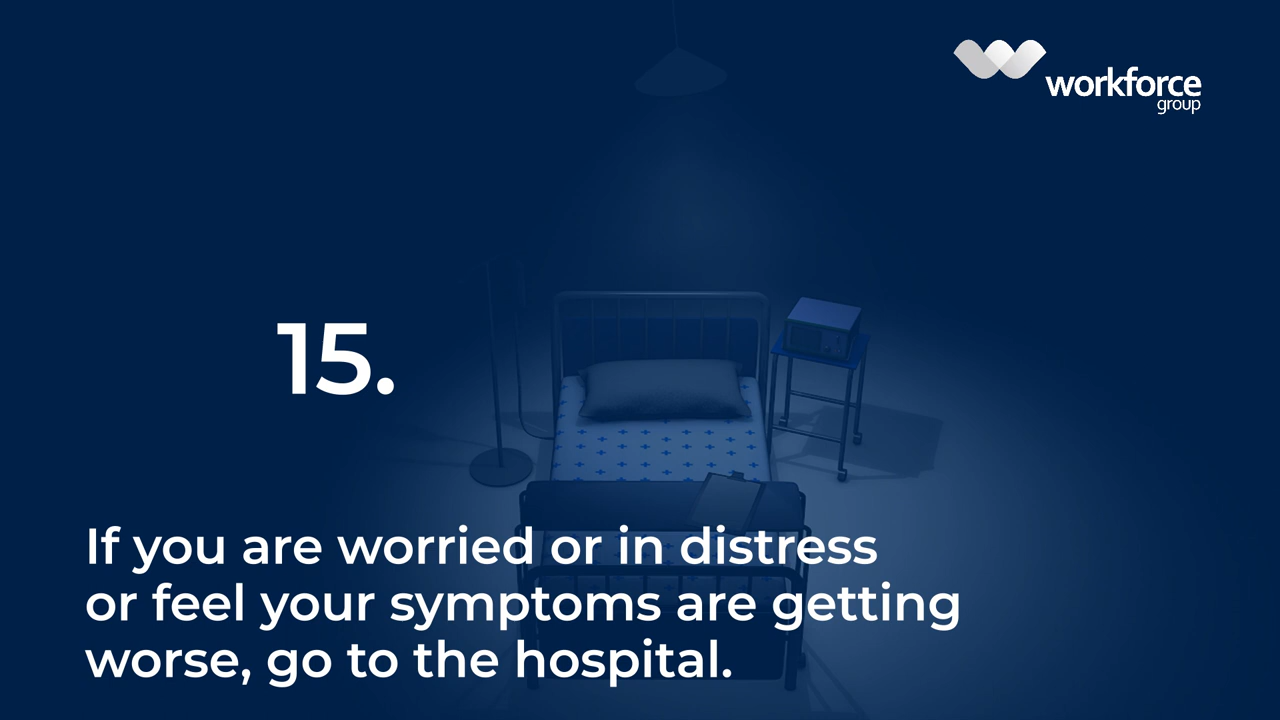 workforce
group
15.
If you are worried or in distress
or feel your symptoms are getting
worse, go to the hospital.